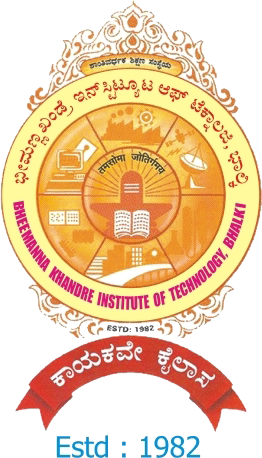 ಶಾಂತಿವರ್ಧಕ ಶಿಕ್ಷಣ ಸಂಸ್ಥೆಯ
ಭೀಮಣ್ಣ ಖಂಡ್ರೆ ಇನ್‌ಸ್ಟಿಟ್ಯೂಟ ಆಫ್ ಟೆಕ್ನಾಲಜಿ, ಭಾಲ್ಕಿ
तमसोमा ज्योतिर्गमय
BHEEMANNA KHANDRE INSTITUTE OF TECHNOLOGY, BHALKI
ESTD: 1982
ಕಾಯಕವೇ ಕೈಲಾಸ
Estd : 1982